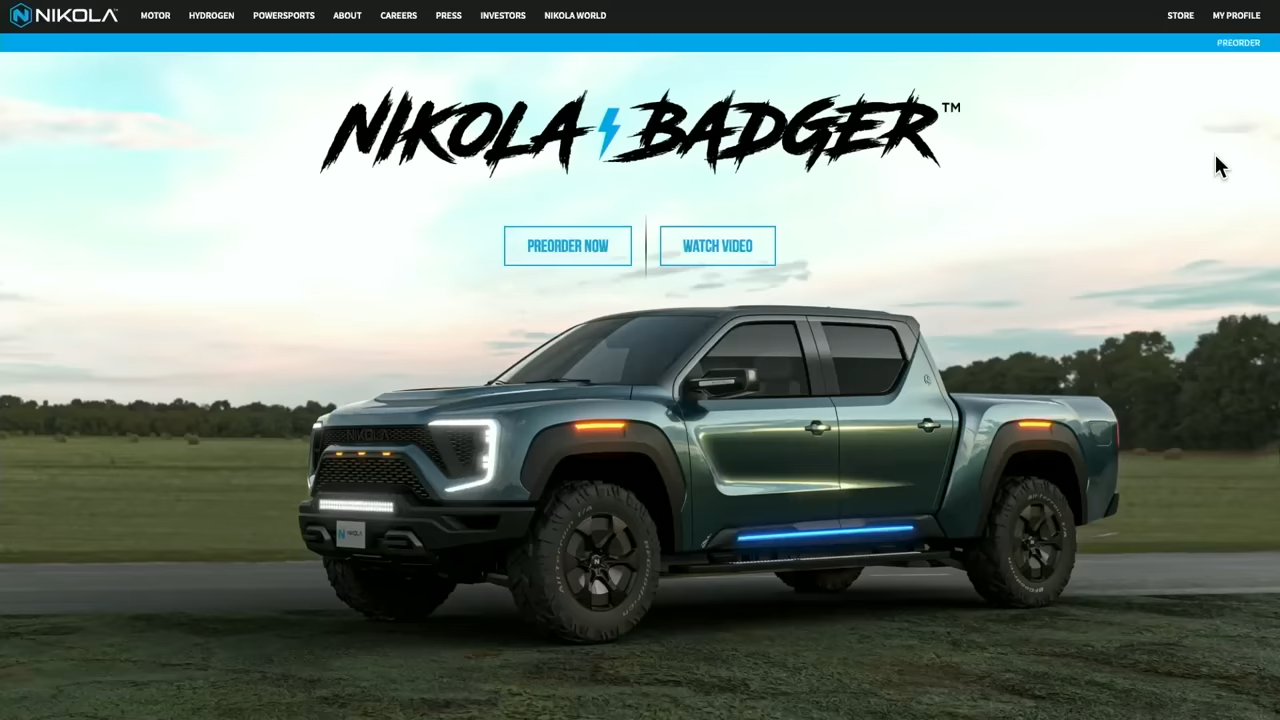 NIKOLA™
MOTOR HYDROGEN POWERSPORTS ABOUT CAREERS PRESS INVESTORS NIKOLA WORLD STORE MY PROFILE
PREORDER
NIKOLA BADGER™
PREORDER NOW WATCH VIDEO
NIKOLA
NIKOLA